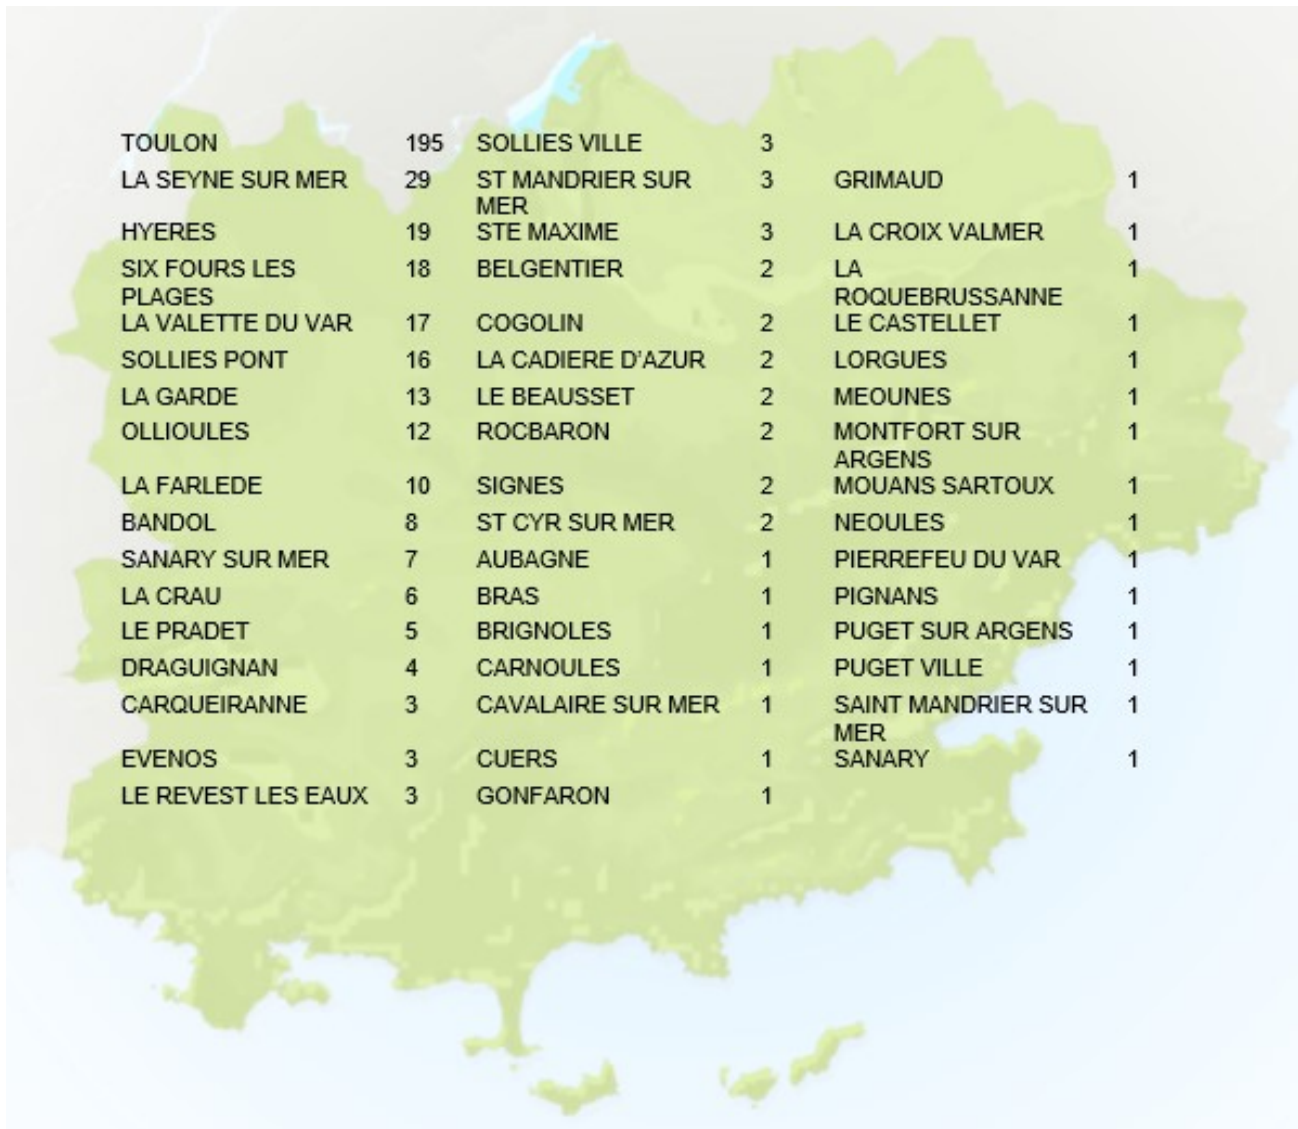 TOULON 195 SOLLIES VILLE 3
LA SEYNE SUR MER 29 ST MANDRIER SUR 3 GRIMAUD 1
MER
HYERES 19 STE MAXIME 3 LA CROIX VALMER 1
SIX FOURS LES 18 BELGENTIER 2 LA 1
PLAGES ROQUEBRUSSANNE
LA VALETTE DU VAR 17 COGOLIN 2 LE CASTELLET 1
SOLLIES PONT 16 LA CADIERE D'AZUR 2 LORGUES 1
LA GARDE 13 LE BEAUSSET 2 MEOUNES 1
OLLIOULES 12 ROCBARON 2 MONTFORT SUR 1
ARGENS
LA FARLEDE 10 SIGNES 2 MOUANS SARTOUX 1
BANDOL 8 ST CYR SUR MER 2 NEOULES 1
SANARY SUR MER 7 AUBAGNE 1 PIERREFEU DU VAR 1
LA CRAU 6 BRAS 1 PIGNANS 1
LE PRADET 5 BRIGNOLES 1 PUGET SUR ARGENS 1
DRAGUIGNAN 4 CARNOULES 1 PUGET VILLE 1
CARQUEIRANNE 3 CAVALAIRE SUR MER 1 SAINT MANDRIER SUR 1
MER
EVENOS 3 CUERS 1 SANARY 1
LE REVEST LES EAUX 3 GONFARON 1